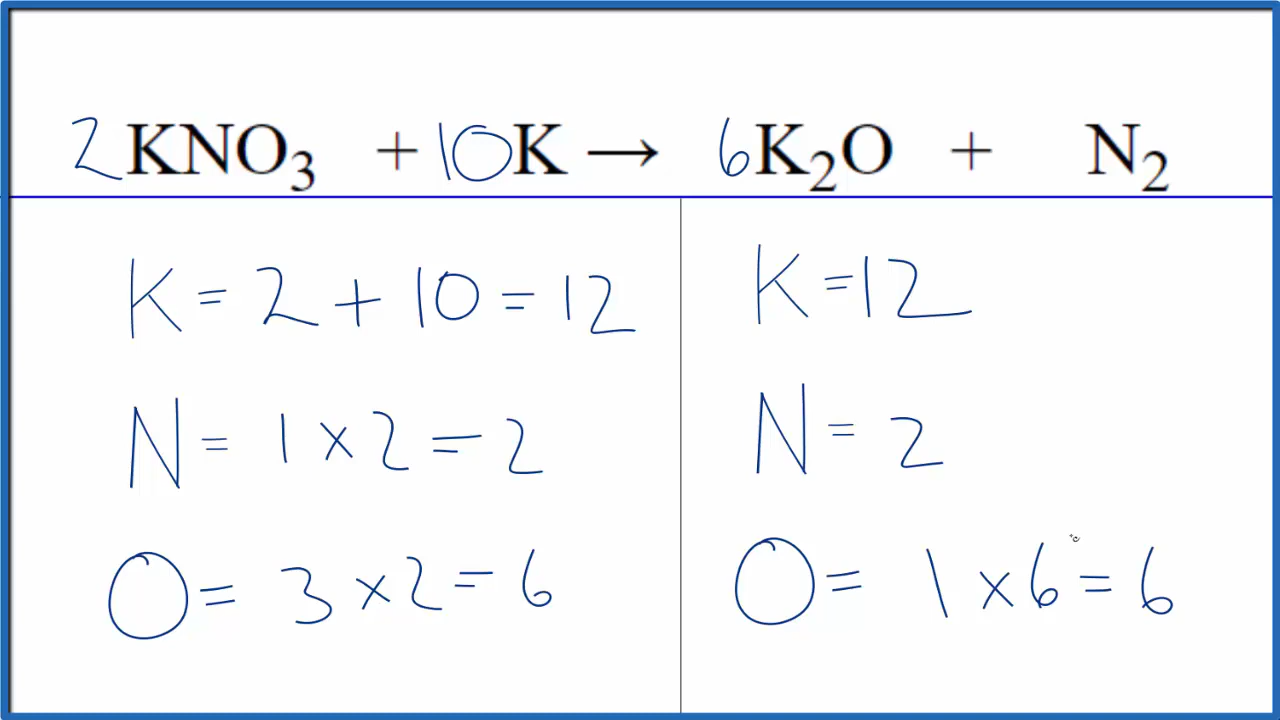 2KNO₃ + 10K → 6K₂O + N₂
K = 2 + 10 = 12
N = 1 × 2 = 2
O = 3 × 2 = 6
K = 12
N = 2
O = 1 × 6 = 6